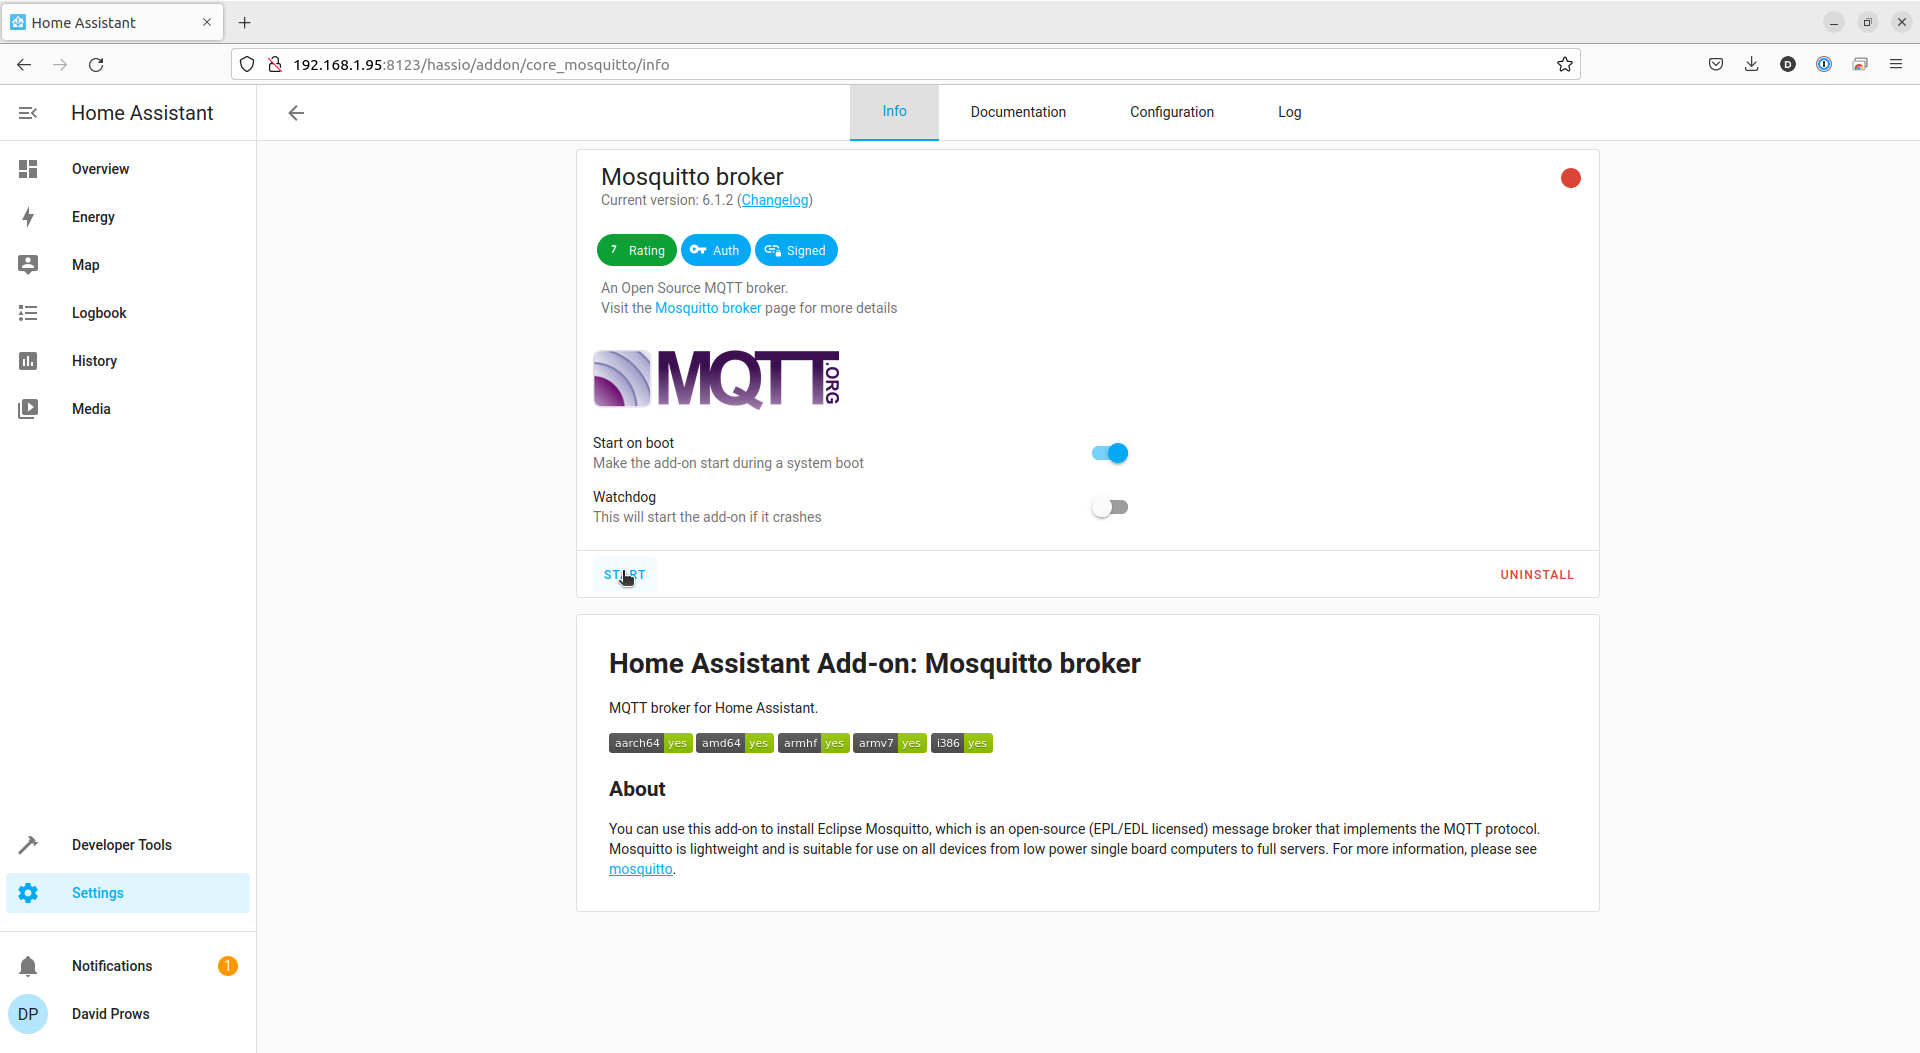 Home Assistant
192.168.1.95:8123/hassio/addon/core_mosquitto/info
D
Home Assistant
Info
Documentation
Configuration
Log
Overview
Energy
Map
Logbook
History
Media
Developer Tools
Settings
Notifications
1
DP
David Prows
Mosquitto broker
Current version: 6.1.2 (Changelog)
7 Rating
Auth
Signed
An Open Source MQTT broker.
Visit the Mosquitto broker page for more details
MQTT
.ORG
Start on boot
Make the add-on start during a system boot
Watchdog
This will start the add-on if it crashes
START
UNINSTALL
Home Assistant Add-on: Mosquitto broker
MQTT broker for Home Assistant.
aarch64 yes amd64 yes armhf yes armv7 yes i386 yes
About
You can use this add-on to install Eclipse Mosquitto, which is an open-source (EPL/EDL licensed) message broker that implements the MQTT protocol.
Mosquitto is lightweight and is suitable for use on all devices from low power single board computers to full servers. For more information, please see
mosquitto.